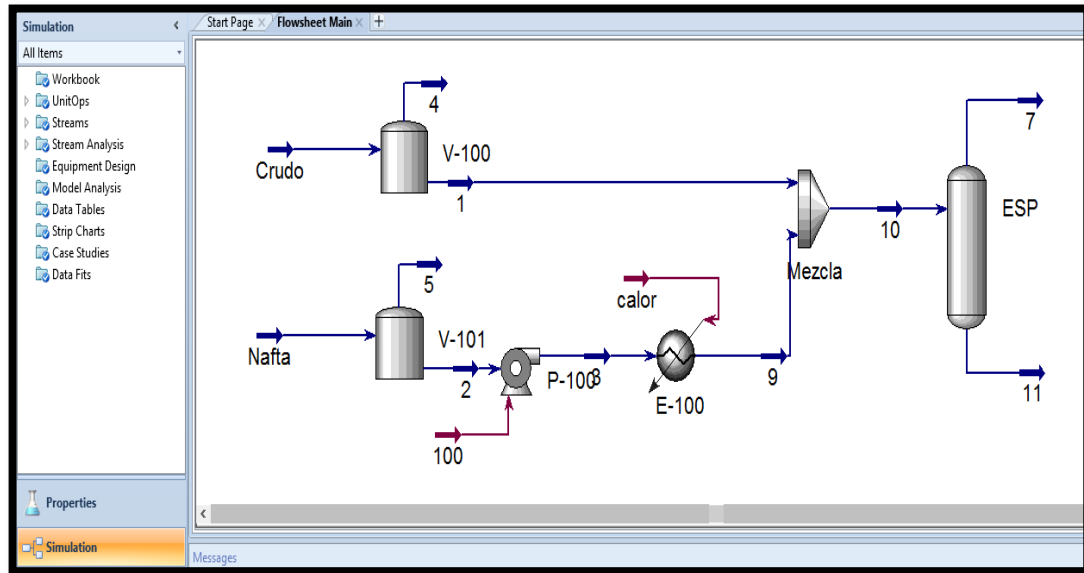 Simulation
All Items
Workbook
UnitOps
Streams
Stream Analysis
Equipment Design
Model Analysis
Data Tables
Strip Charts
Case Studies
Data Fits
Properties
Simulation
Start Page
Flowsheet Main
4
Crudo
V-100
1
5
Nafta
V-101
2
100
P-100
3
calor
E-100
9
Mezcla
10
7
ESP
11
Messages